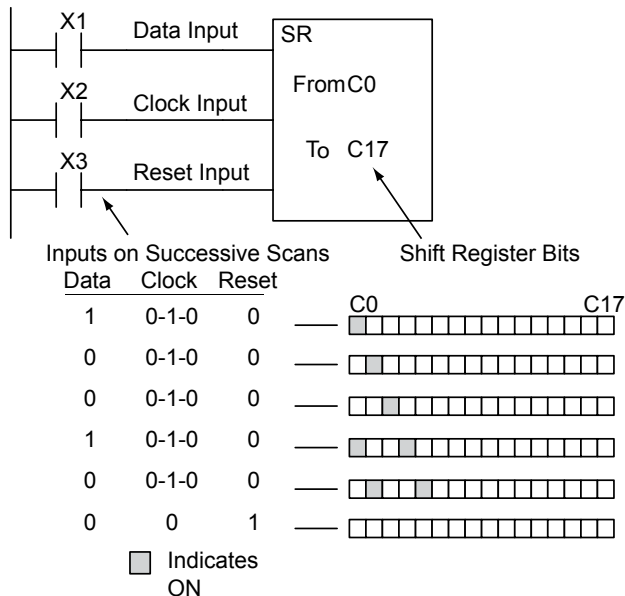 X1
Data Input
SR
X2
Clock Input
From C0
X3
Reset Input
To C17
Inputs on Successive Scans
Shift Register Bits
Data Clock Reset
C0 C17
1 0-1-0 0
0 0-1-0 0
0 0-1-0 0
1 0-1-0 0
0 0-1-0 0
0 0 1
Indicates
ON